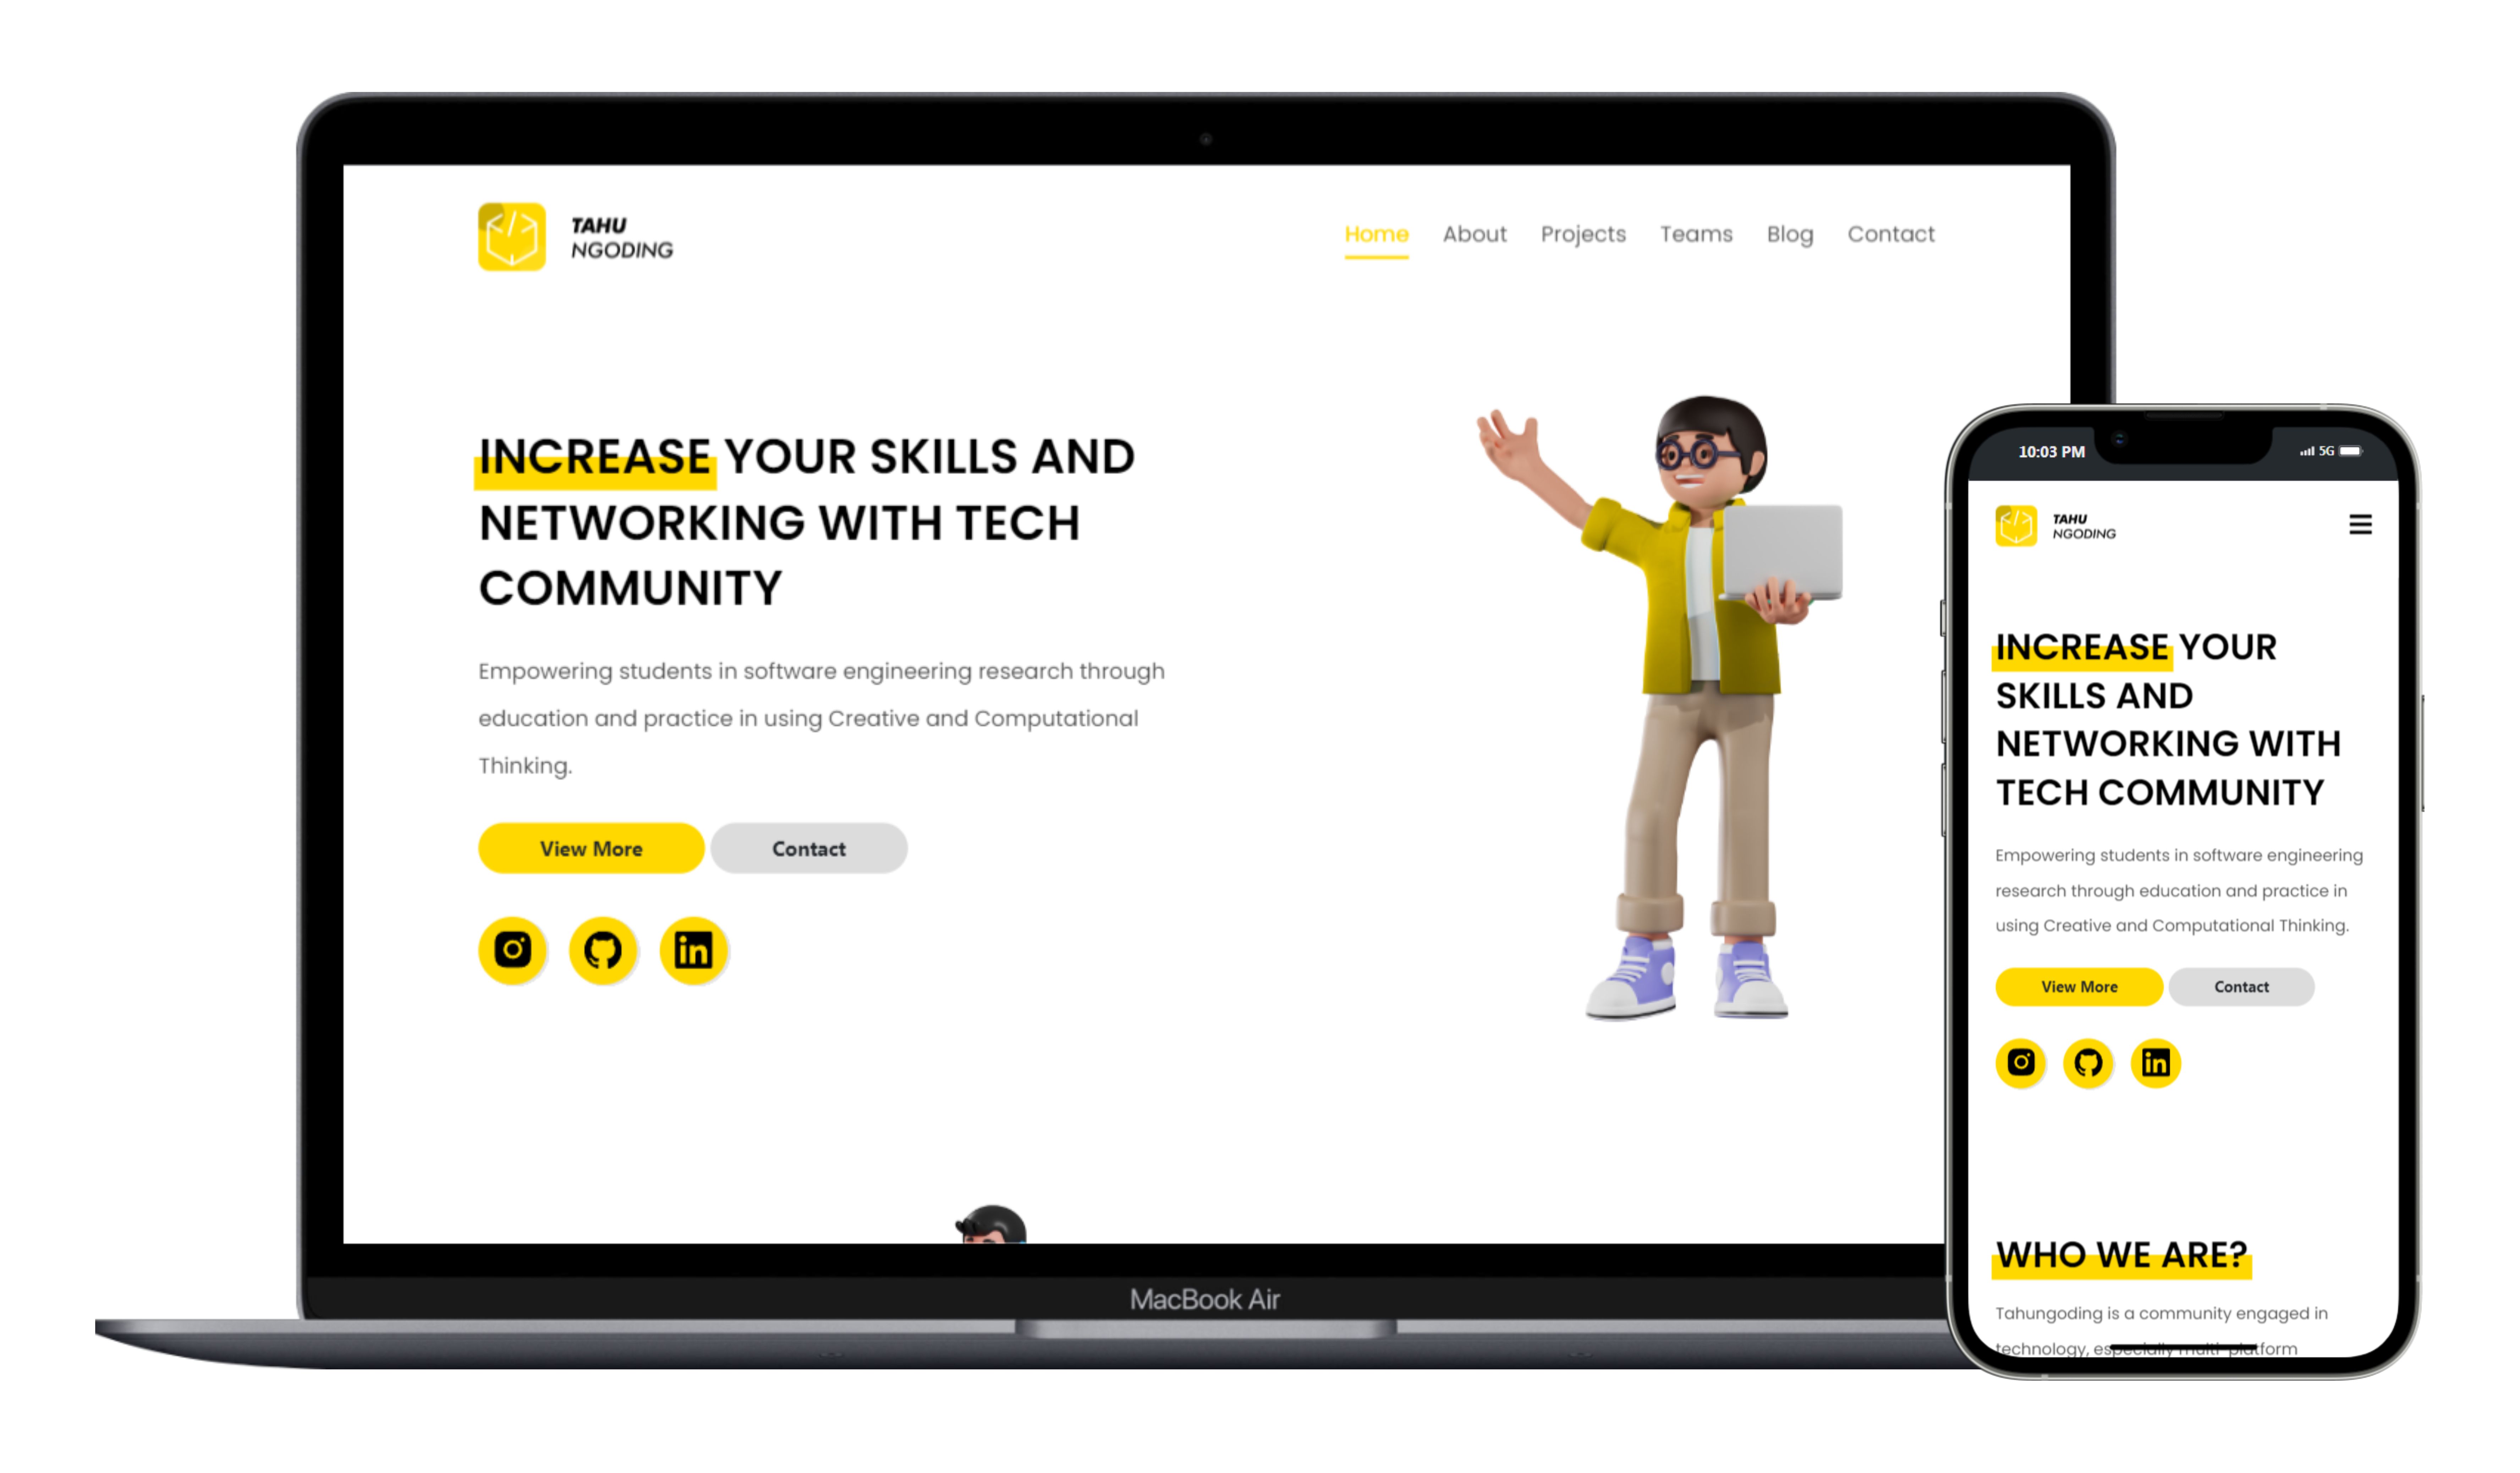 TAHU
NGODING
Home About Projects Teams Blog Contact
INCREASE YOUR SKILLS AND
NETWORKING WITH TECH
COMMUNITY
Empowering students in software engineering research through
education and practice in using Creative and Computational
Thinking.
View More Contact
in
MacBook Air
10:03 PM 5G
TAHU
NGODING
INCREASE YOUR
SKILLS AND
NETWORKING WITH
TECH COMMUNITY
Empowering students in software engineering
research through education and practice in
using Creative and Computational Thinking.
View More Contact
in
WHO WE ARE?
Tahungoding is a community engaged in
technology, especially multi-platform